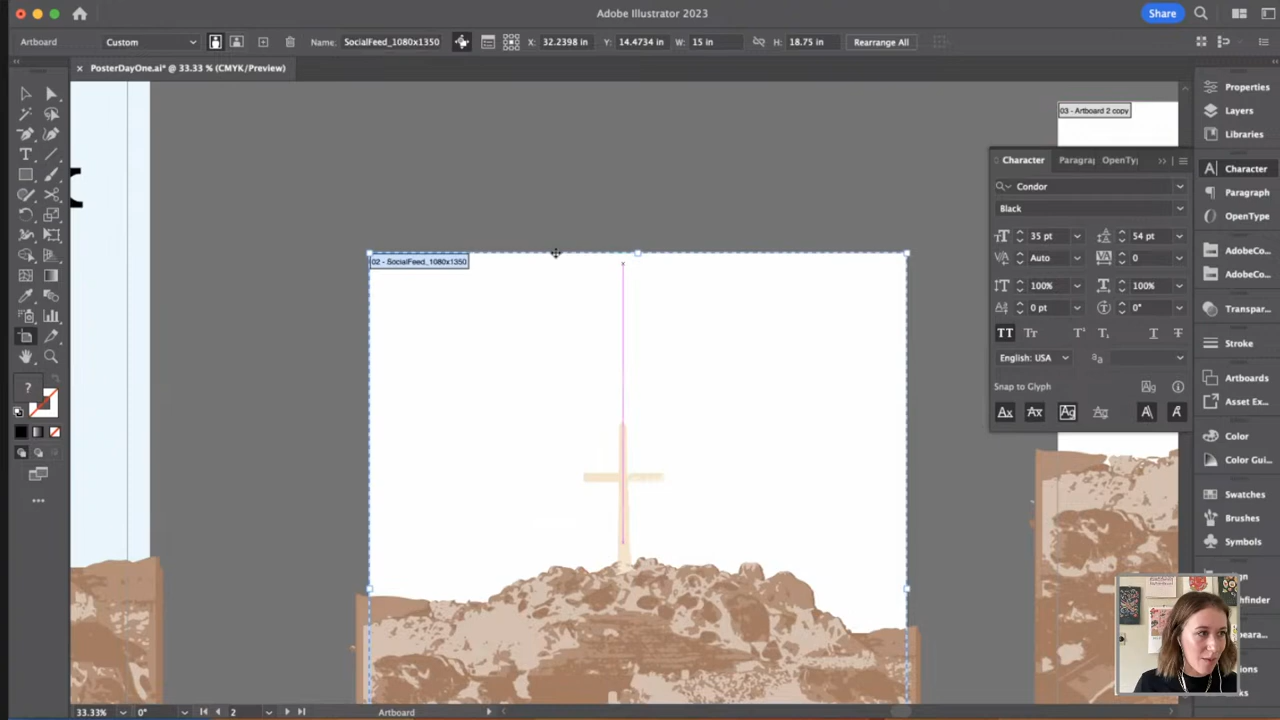 Adobe Illustrator 2023
Share
Artboard
Custom
Name: SocialFeed_1080x1350
X: 32.2398 in
Y: 14.4734 in
W: 15 in
H: 18.75 in
Rearrange All
PosterDayOne.ai* @ 33.33 % (CMYK/Preview)
03 - Artboard 2 copy
02 - SocialFeed_1080x1350
Character
Paragra
OpenTy
Condor
Black
35 pt
54 pt
Auto
0
100%
100%
0 pt
0°
English: USA
Snap to Glyph
Properties
Layers
Libraries
Character
Paragraph
OpenType
AdobeCo...
AdobeCo...
Transpar...
Stroke
Artboards
Asset Ex...
Color
Color Gui...
Swatches
Brushes
Symbols
33.33%
0°
2
Artboard